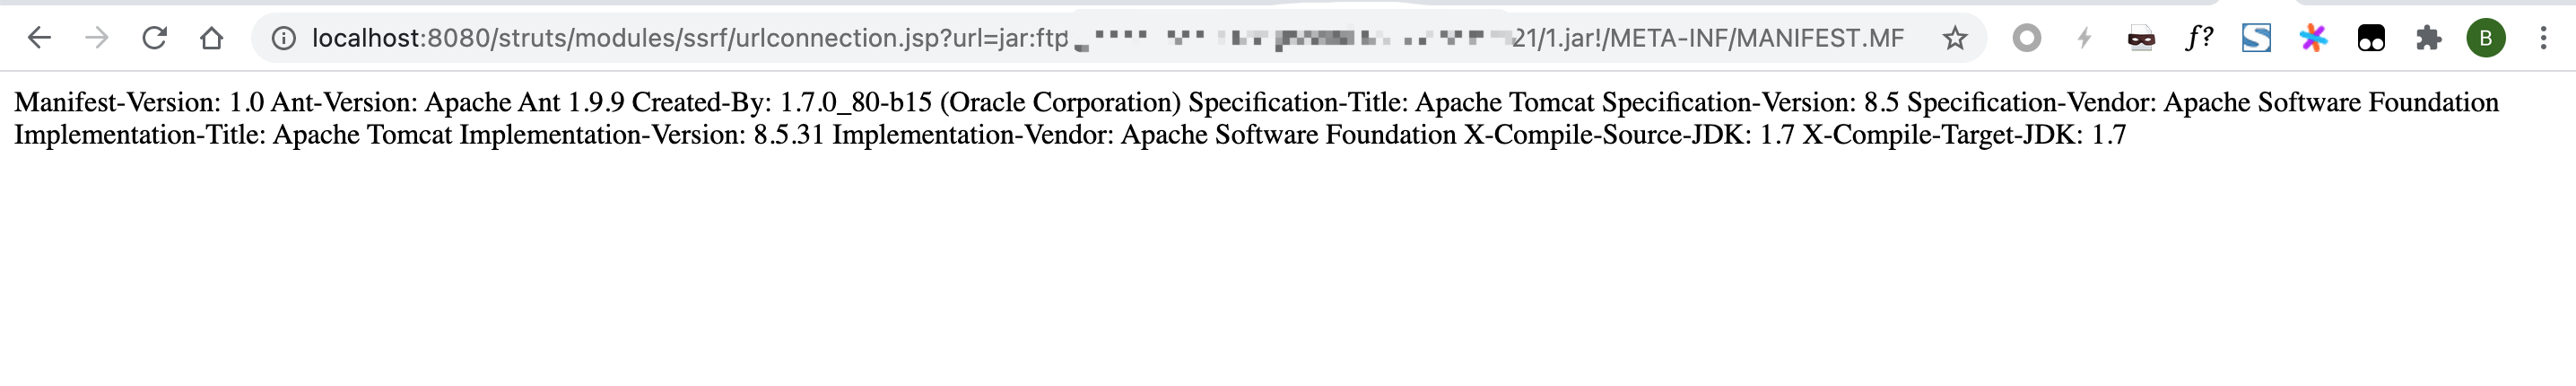 localhost:8080/struts/modules/ssrf/urlconnection.jsp?url=jar:ftp 21/1.jar!/META-INF/MANIFEST.MF f? S B
Manifest-Version: 1.0 Ant-Version: Apache Ant 1.9.9 Created-By: 1.7.0_80-b15 (Oracle Corporation) Specification-Title: Apache Tomcat Specification-Version: 8.5 Specification-Vendor: Apache Software Foundation
Implementation-Title: Apache Tomcat Implementation-Version: 8.5.31 Implementation-Vendor: Apache Software Foundation X-Compile-Source-JDK: 1.7 X-Compile-Target-JDK: 1.7